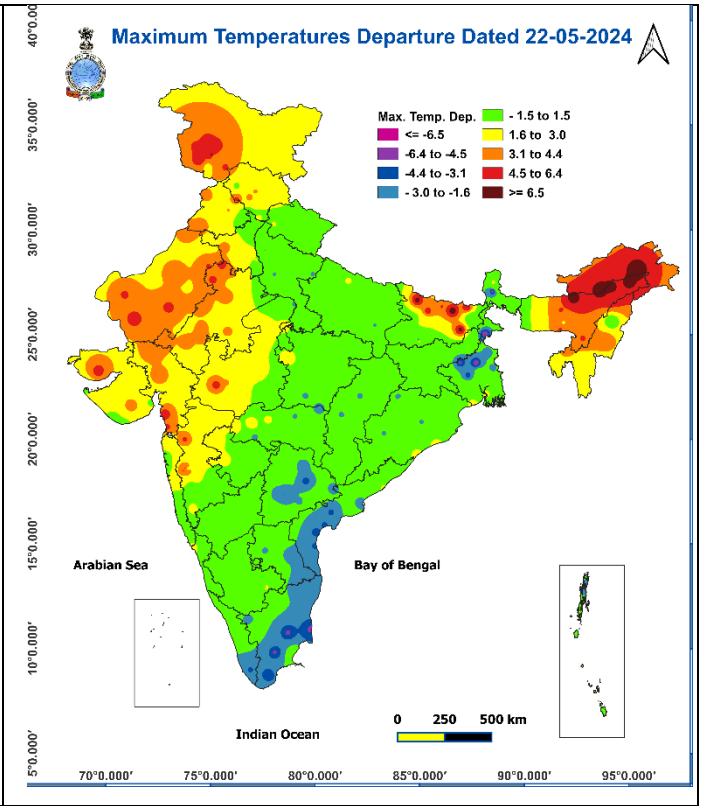 Maximum Temperatures Departure Dated 22-05-2024
Max. Temp. Dep.
<= -6.5
-6.4 to -4.5
-4.4 to -3.1
- 3.0 to -1.6
- 1.5 to 1.5
1.6 to 3.0
3.1 to 4.4
4.5 to 6.4
>= 6.5
40°0.0
35°0.000'
30°0.000'
25°0.000'
20°0.000'
15°0.000'
10°0.000'
5°0.000'
Arabian Sea
Bay of Bengal
Indian Ocean
0 250 500 km
70°0.000' 75°0.000' 80°0.000' 85°0.000' 90°0.000' 95°0.000'